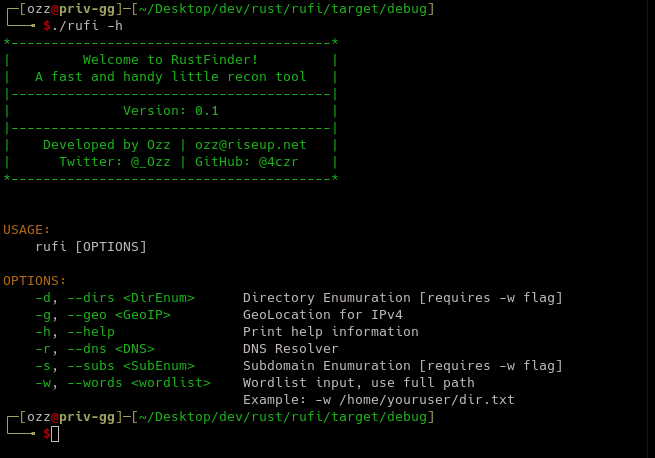 ┌─[ozz@priv-gg]─[~/Desktop/dev/rust/rufi/target/debug]
└──╼ $./rufi -h
*----------------------------------------*
|         Welcome to RustFinder!         |
|   A fast and handy little recon tool   |
|----------------------------------------|
|              Version: 0.1              |
|----------------------------------------|
|    Developed by Ozz | ozz@riseup.net   |
|      Twitter: @_Ozz | GitHub: @4czr    |
*----------------------------------------*
USAGE:
    rufi [OPTIONS]
OPTIONS:
    -d, --dirs <DirEnum>      Directory Enumuration [requires -w flag]
    -g, --geo <GeoIP>         GeoLocation for IPv4
    -h, --help                Print help information
    -r, --dns <DNS>           DNS Resolver
    -s, --subs <SubEnum>      Subdomain Enumuration [requires -w flag]
    -w, --words <wordlist>    Wordlist input, use full path
                              Example: -w /home/youruser/dir.txt
┌─[ozz@priv-gg]─[~/Desktop/dev/rust/rufi/target/debug]
└──╼ $